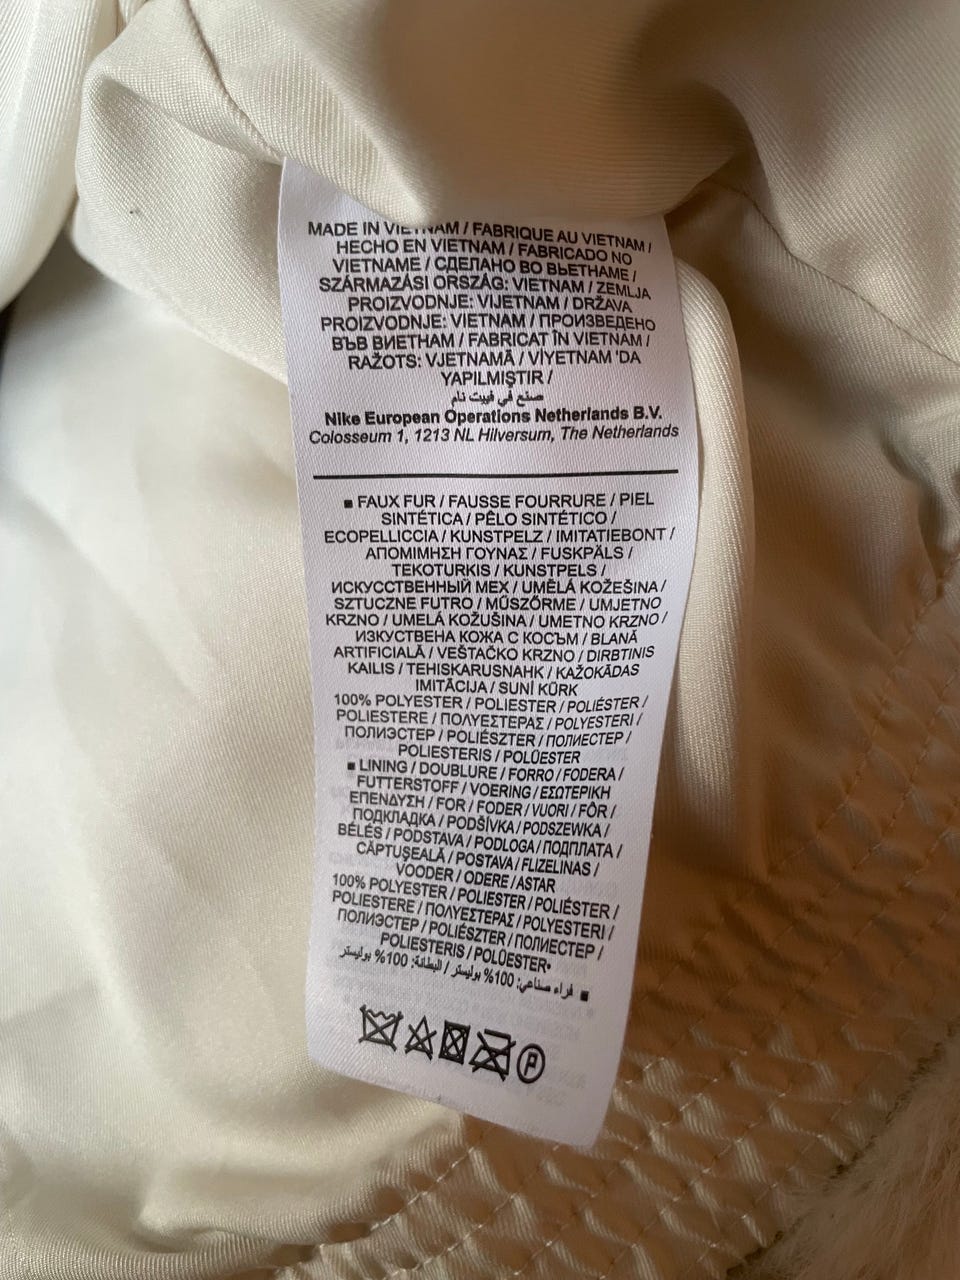 MADE IN VIETNAM / FABRIQUE AU VIETNAM /
HECHO EN VIETNAM / FABRICADO NO
VIETNAME / СДЕЛАНО ВО ВЬЕТНАМЕ /
SZÁRMAZÁSI ORSZÁG: VIETNAM / ZEMLJA
PROIZVODNJE: VIJETNAM / DRŽAVA
PROIZVODNJE: VIETNAM / ПРОИЗВЕДЕНО
ВЪВ ВИЕТНАМ / FABRICAT ÎN VIETNAM /
RAŽOTS: VJETNAMĀ / VİYETNAM 'DA
YAPILMIŞTIR /
صنع في فييت نام
Nike European Operations Netherlands B.V.
Colosseum 1, 1213 NL Hilversum, The Netherlands
■ FAUX FUR / FAUSSE FOURRURE / PIEL
SINTÉTICA / PÊLO SINTÉTICO /
ECOPELLICCIA / KUNSTPELZ / IMITATIEBONT /
ΑΠΟΜΙΜΗΣΗ ΓΟΥΝΑΣ / FUSKPÄLS /
TEKOTURKIS / KUNSTPELS /
ИСКУССТВЕННЫЙ МЕХ / UMĚLÁ KOŽEŠINA /
SZTUCZNE FUTRO / MŰSZŐRME / UMJETNO
KRZNO / UMELÁ KOŽUŠINA / UMETNO KRZNO /
ИЗКУСТВЕНА КОЖА С КОСЪМ / BLANĂ
ARTIFICIALĂ / VEŠTAČKO KRZNO / DIRBTINIS
KAILIS / TEHISKARUSNAHK / KAŽOKĀDAS
IMITĀCIJA / SUNİ KÜRK
100% POLYESTER / POLIESTER / POLIÉSTER /
POLIESTERE / ΠΟΛΥΕΣΤΕΡΑΣ / POLYESTERI /
ПОЛИЭСТЕР / POLIÉSZTER / ПОЛИЕСТЕР /
POLIESTERIS / POLÜESTER
■ LINING / DOUBLURE / FORRO / FODERA /
FUTTERSTOFF / VOERING / ΕΣΩΤΕΡΙΚΗ
ΕΠΕΝΔΥΣΗ / FOR / FODER / VUORI / FÔR /
ПОДКЛАДКА / PODŠÍVKA / PODSZEWKA /
BÉLÉS / PODSTAVA / PODLOGA / ПОДПЛАТА /
CĂPTUŞEALĂ / POSTAVA / FLIZELINAS /
VOODER / ODERE / ASTAR
100% POLYESTER / POLIESTER / POLIÉSTER /
POLIESTERE / ΠΟΛΥΕΣΤΕΡΑΣ / POLYESTERI /
ПОЛИЭСТЕР / POLIÉSZTER / ПОЛИЕСТЕР /
POLIESTERIS / POLÜESTER•
■ فراء صناعي: 100% بوليستر / البطانة: 100% بوليستر
P